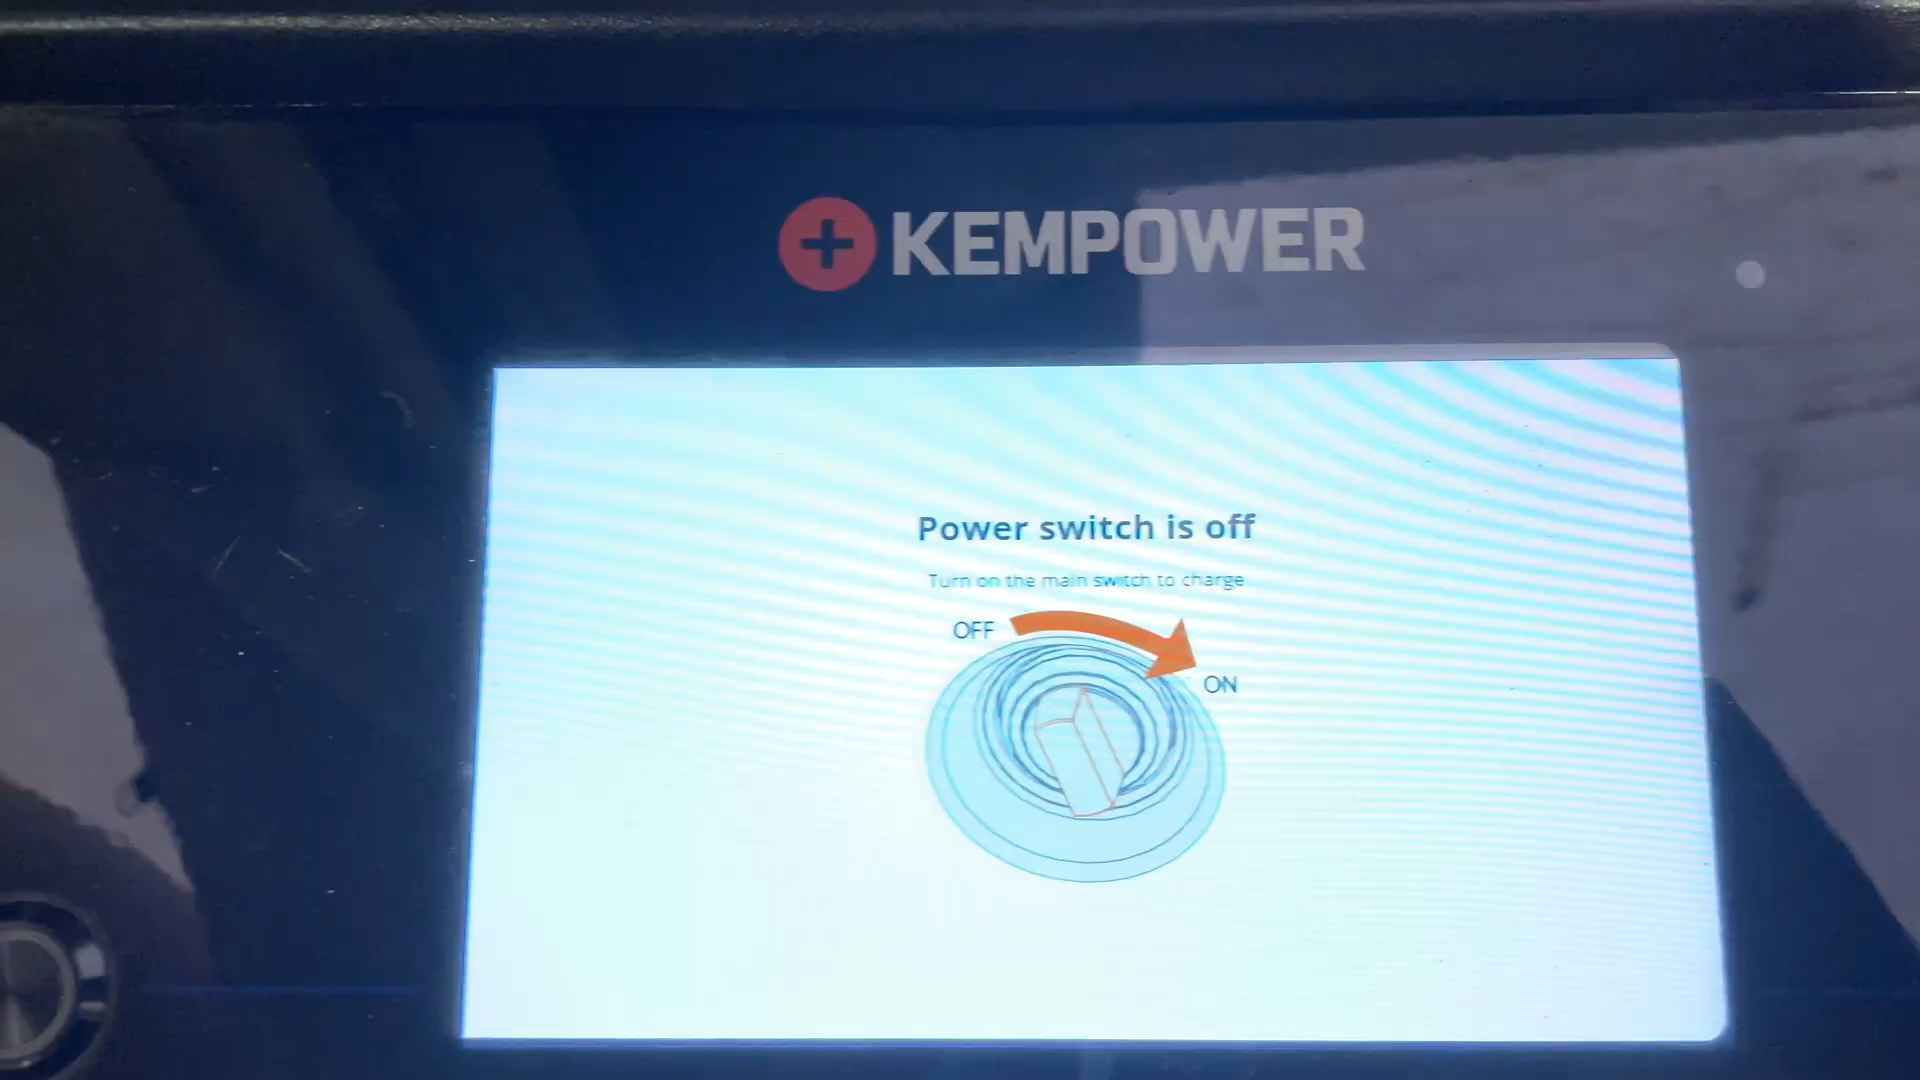 KEMPOWER
Power switch is off
Turn on the main switch to charge
OFF
ON